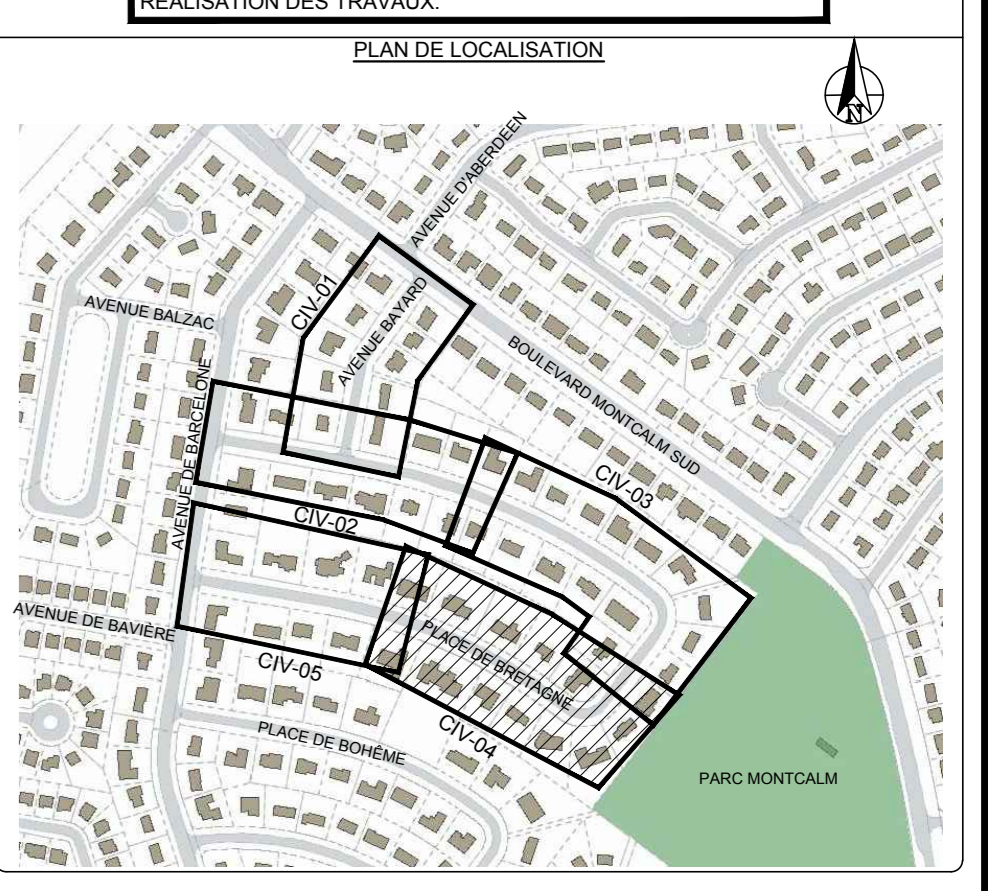 RÉALISATION DES TRAVAUX.
PLAN DE LOCALISATION
N
AVENUE D'ABERDEEN
CIV-01
AVENUE BAYARD
AVENUE BALZAC
BOULEVARD MONTCALM SUD
AVENUE DE BARCELONE
CIV-03
CIV-02
AVENUE DE BAVIÈRE
PLACE DE BRETAGNE
CIV-05
CIV-04
PLACE DE BOHÊME
PARC MONTCALM